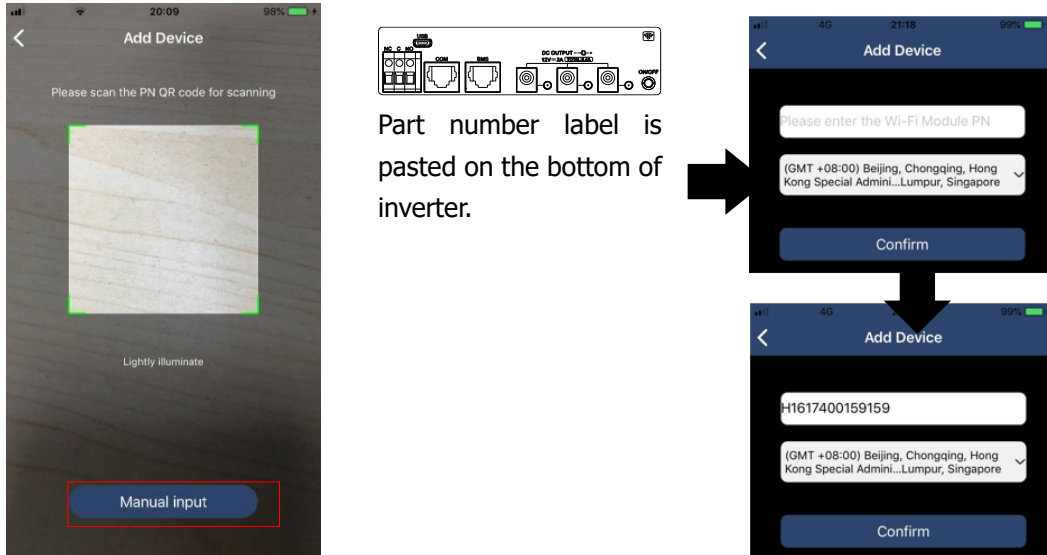 20:09
98%
Add Device
Please scan the PN QR code for scanning
Lightly illuminate
Manual input
USB
NC C NO
COM
BMS
DC OUTPUT
ON/OFF
Part number label is
pasted on the bottom of
inverter.
4G
21:18
99%
Add Device
Please enter the Wi-Fi Module PN
(GMT +08:00) Beijing, Chongqing, Hong
Kong Special Admini...Lumpur, Singapore
Confirm
4G
99%
Add Device
H1617400159159
(GMT +08:00) Beijing, Chongqing, Hong
Kong Special Admini...Lumpur, Singapore
Confirm